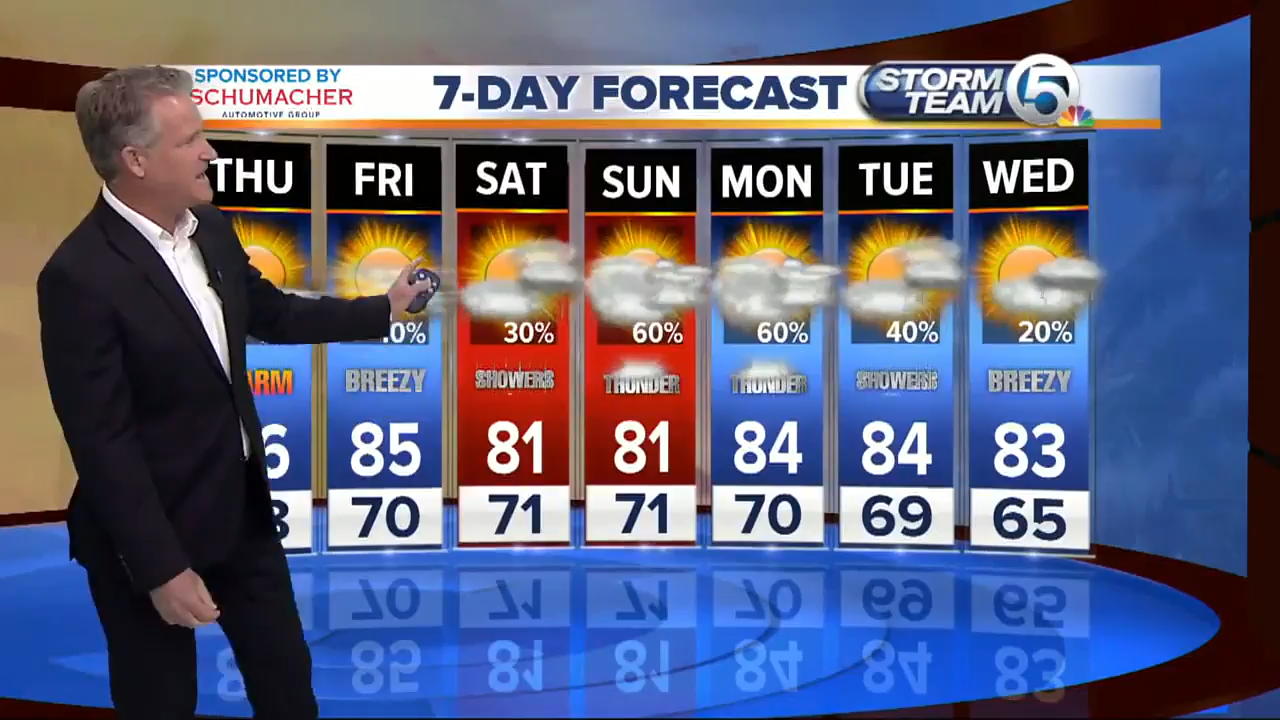 SPONSORED BY
SCHUMACHER
AUTOMOTIVE GROUP
7-DAY FORECAST
STORM
TEAM
5
THU FRI SAT SUN MON TUE WED
30% 60% 60% 40% 20%
BREEZY SHOWERS THUNDER THUNDER SHOWERS BREEZY
85 81 81 84 84 83
70 71 71 70 69 65